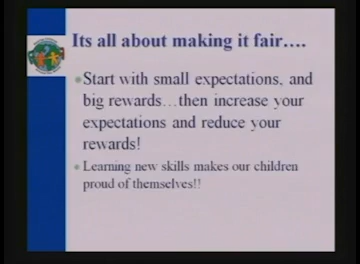 Its all about making it fair....
Start with small expectations, and
big rewards...then increase your
expectations and reduce your
rewards!
Learning new skills makes our children
proud of themselves!!